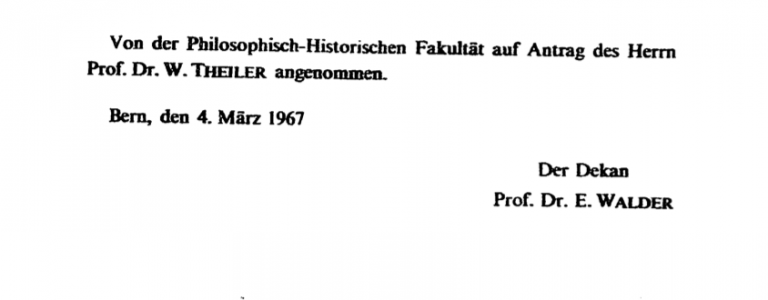 Von der Philosophisch-Historischen Fakultät auf Antrag des Herrn
Prof. Dr. W. THEILER angenommen.
Bern, den 4. März 1967
Der Dekan
Prof. Dr. E. WALDER